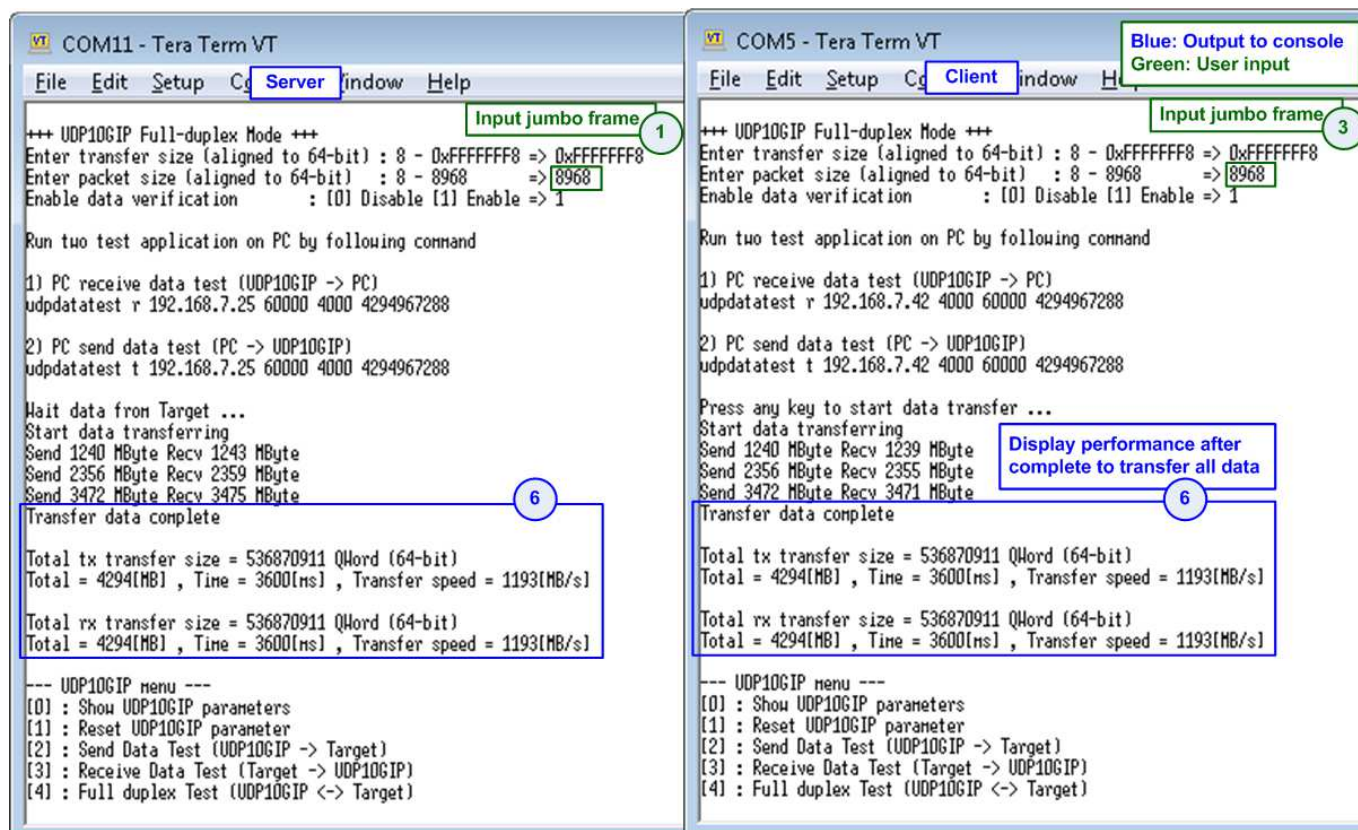 COM11 - Tera Term VT
File Edit Setup Co Server indow Help
Input jumbo frame
1
+++ UDP10GIP Full-duplex Mode +++
Enter transfer size (aligned to 64-bit) : 8 - 0xFFFFFFF8 => 0xFFFFFFF8
Enter packet size (aligned to 64-bit) : 8 - 8968 => 8968
Enable data verification : [0] Disable [1] Enable => 1
Run two test application on PC by following command
1) PC receive data test (UDP10GIP -> PC)
udpdatatest r 192.168.7.25 60000 4000 4294967288
2) PC send data test (PC -> UDP10GIP)
udpdatatest t 192.168.7.25 60000 4000 4294967288
Wait data from Target ...
Start data transferring
Send 1240 MByte Recv 1243 MByte
Send 2356 MByte Recv 2359 MByte
Send 3472 MByte Recv 3475 MByte
6
Transfer data complete
Total tx transfer size = 536870911 QWord (64-bit)
Total = 4294[MB] , Time = 3600[ms] , Transfer speed = 1193[MB/s]
Total rx transfer size = 536870911 QWord (64-bit)
Total = 4294[MB] , Time = 3600[ms] , Transfer speed = 1193[MB/s]
--- UDP10GIP menu ---
[0] : Show UDP10GIP parameters
[1] : Reset UDP10GIP parameter
[2] : Send Data Test (UDP10GIP -> Target)
[3] : Receive Data Test (Target -> UDP10GIP)
[4] : Full duplex Test (UDP10GIP <-> Target)
COM5 - Tera Term VT
Blue: Output to console
Green: User input
File Edit Setup Co Client indow He
Input jumbo frame
3
+++ UDP10GIP Full-duplex Mode +++
Enter transfer size (aligned to 64-bit) : 8 - 0xFFFFFFF8 => 0xFFFFFFF8
Enter packet size (aligned to 64-bit) : 8 - 8968 => 8968
Enable data verification : [0] Disable [1] Enable => 1
Run two test application on PC by following command
1) PC receive data test (UDP10GIP -> PC)
udpdatatest r 192.168.7.42 4000 60000 4294967288
2) PC send data test (PC -> UDP10GIP)
udpdatatest t 192.168.7.42 4000 60000 4294967288
Press any key to start data transfer ...
Start data transferring
Send 1240 MByte Recv 1239 MByte
Send 2356 MByte Recv 2355 MByte
Send 3472 MByte Recv 3471 MByte
Display performance after
complete to transfer all data
6
Transfer data complete
Total tx transfer size = 536870911 QWord (64-bit)
Total = 4294[MB] , Time = 3600[ms] , Transfer speed = 1193[MB/s]
Total rx transfer size = 536870911 QWord (64-bit)
Total = 4294[MB] , Time = 3600[ms] , Transfer speed = 1193[MB/s]
--- UDP10GIP menu ---
[0] : Show UDP10GIP parameters
[1] : Reset UDP10GIP parameter
[2] : Send Data Test (UDP10GIP -> Target)
[3] : Receive Data Test (Target -> UDP10GIP)
[4] : Full duplex Test (UDP10GIP <-> Target)